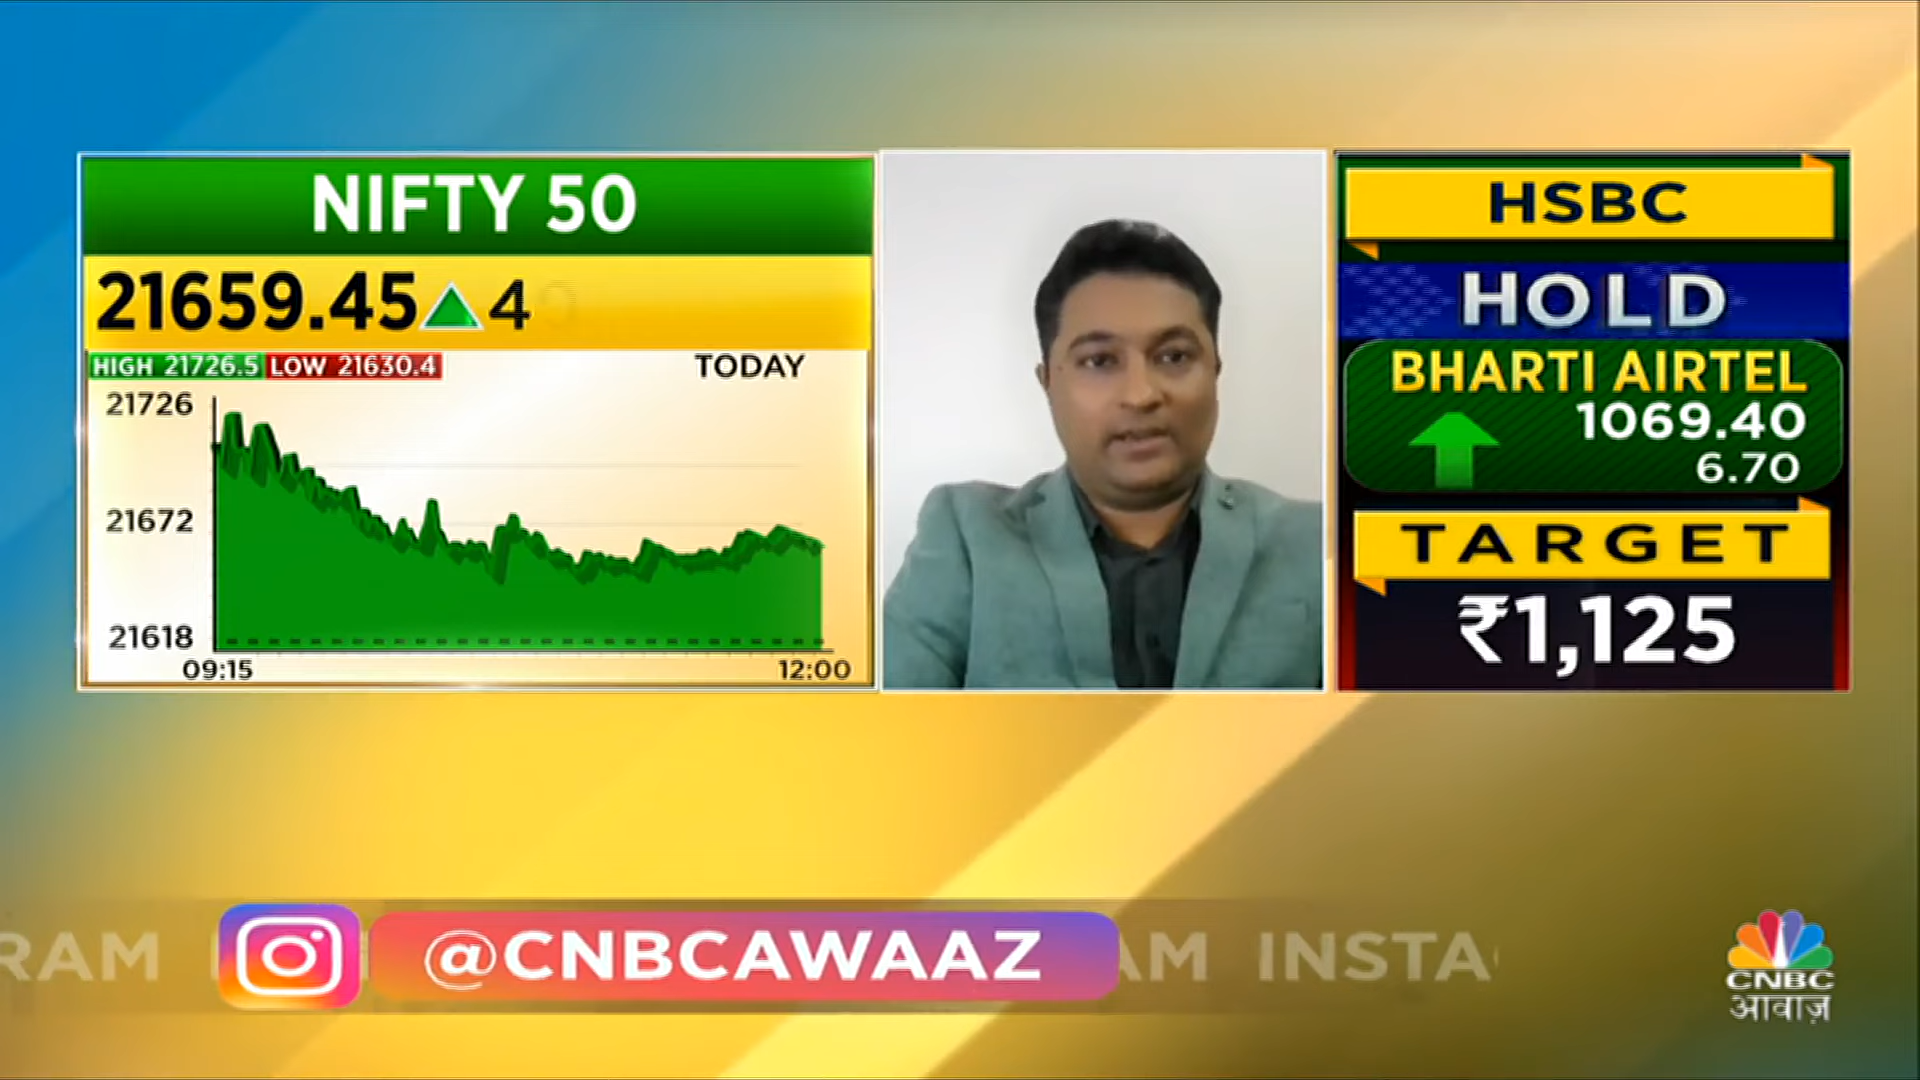 NIFTY 50
21659.45 4
HIGH 21726.5 LOW 21630.4
TODAY
21726
21672
21618
09:15 12:00
HSBC
HOLD
BHARTI AIRTEL
1069.40
6.70
TARGET
₹1,125
RAM @CNBCAWAAZ AM INSTA
CNBC
आवाज़